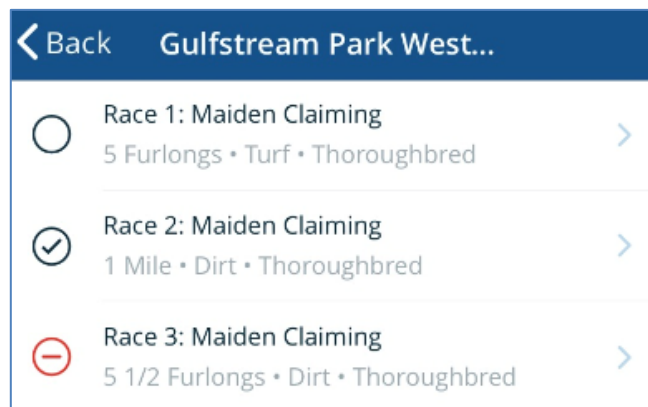 Back Gulfstream Park West...
Race 1: Maiden Claiming
5 Furlongs • Turf • Thoroughbred
Race 2: Maiden Claiming
1 Mile • Dirt • Thoroughbred
Race 3: Maiden Claiming
5 1/2 Furlongs • Dirt • Thoroughbred